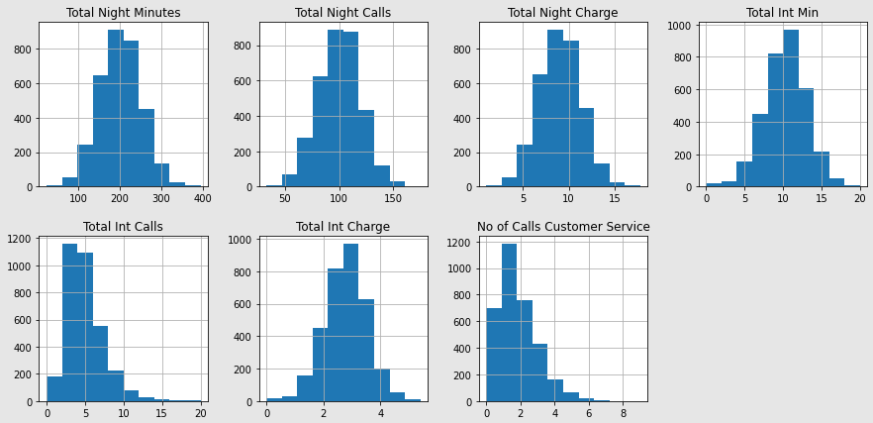 Total Night Minutes
800
600
400
200
0
100 200 300 400
Total Night Calls
800
600
400
200
0
50 100 150
Total Night Charge
800
600
400
200
0
5 10 15
Total Int Min
1000
800
600
400
200
0
0 5 10 15 20
Total Int Calls
1200
1000
800
600
400
200
0
0 5 10 15 20
Total Int Charge
1000
800
600
400
200
0
0 2 4
No of Calls Customer Service
1200
1000
800
600
400
200
0
0 2 4 6 8